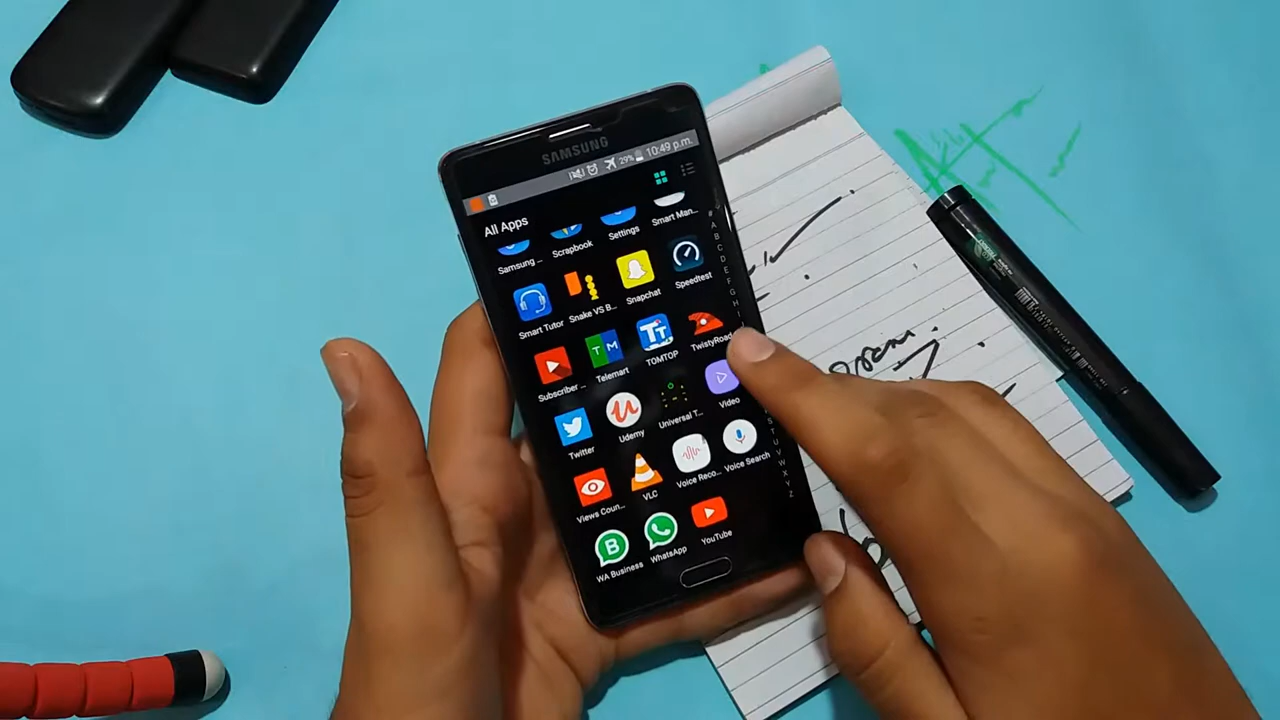 SAMSUNG
29% 10:49 p.m.
All Apps
Samsung ...
Scrapbook
Settings
Smart Man...
Smart Tutor
Snake VS B...
Snapchat
Speedtest
Subscriber ...
Telemart
TOMTOP
TwistyRoad
Twitter
Udemy
Universal T...
Video
Views Coun...
VLC
Voice Reco...
Voice Search
WA Business
WhatsApp
YouTube
#
A
B
C
D
E
F
G
H
T
U
V
W
X
Y
Z